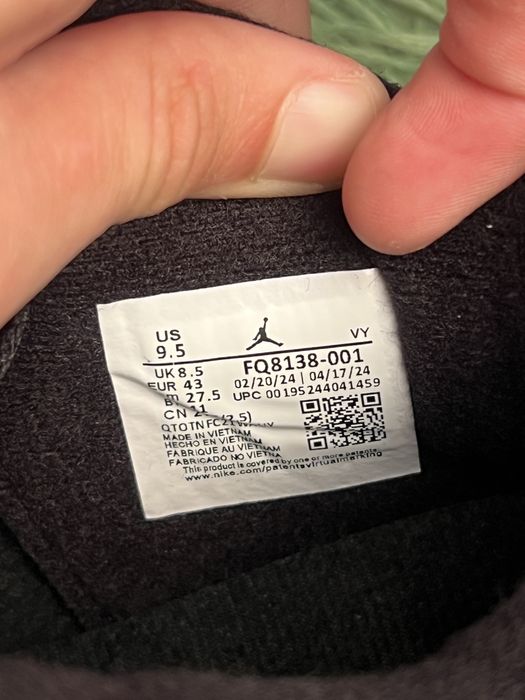 US
9.5
VY
UK 8.5
FQ8138-001
EUR 43
02/20/24 | 04/17/24
27.5
UPC 00195244041459
CN
MADE IN VIETNAM
HECHO EN VIETNAM
FABRIQUE AU VIETNAM
FABRICADO NO VIETNA
This product is covered by one or more patents.
www.nike.com/patentsvirtualmarking